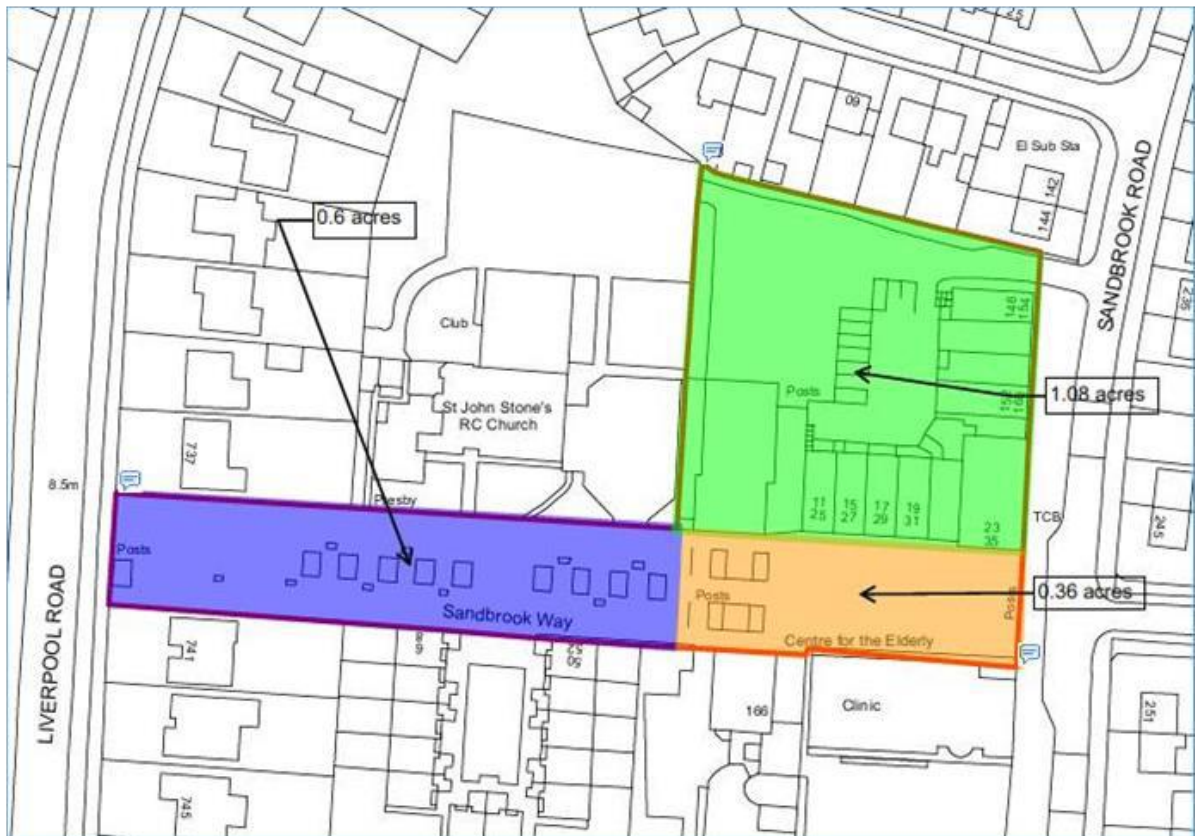 25
09
El Sub Sta
142
144
SANDBROOK ROAD
236
0.6 acres
Club
148
154
St John Stone's
RC Church
Posts
1.08 acres
737
8.5m
Presby
11
25
15
27
17
29
19
31
23
35
TCB
245
Posts
LIVERPOOL ROAD
Sandbrook Way
Posts
Posts
0.36 acres
Centre for the Elderly
741
50
166
Clinic
251
745